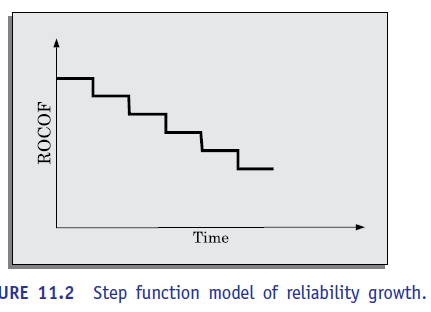 ROCOF
Time
URE 11.2 Step function model of reliability growth.